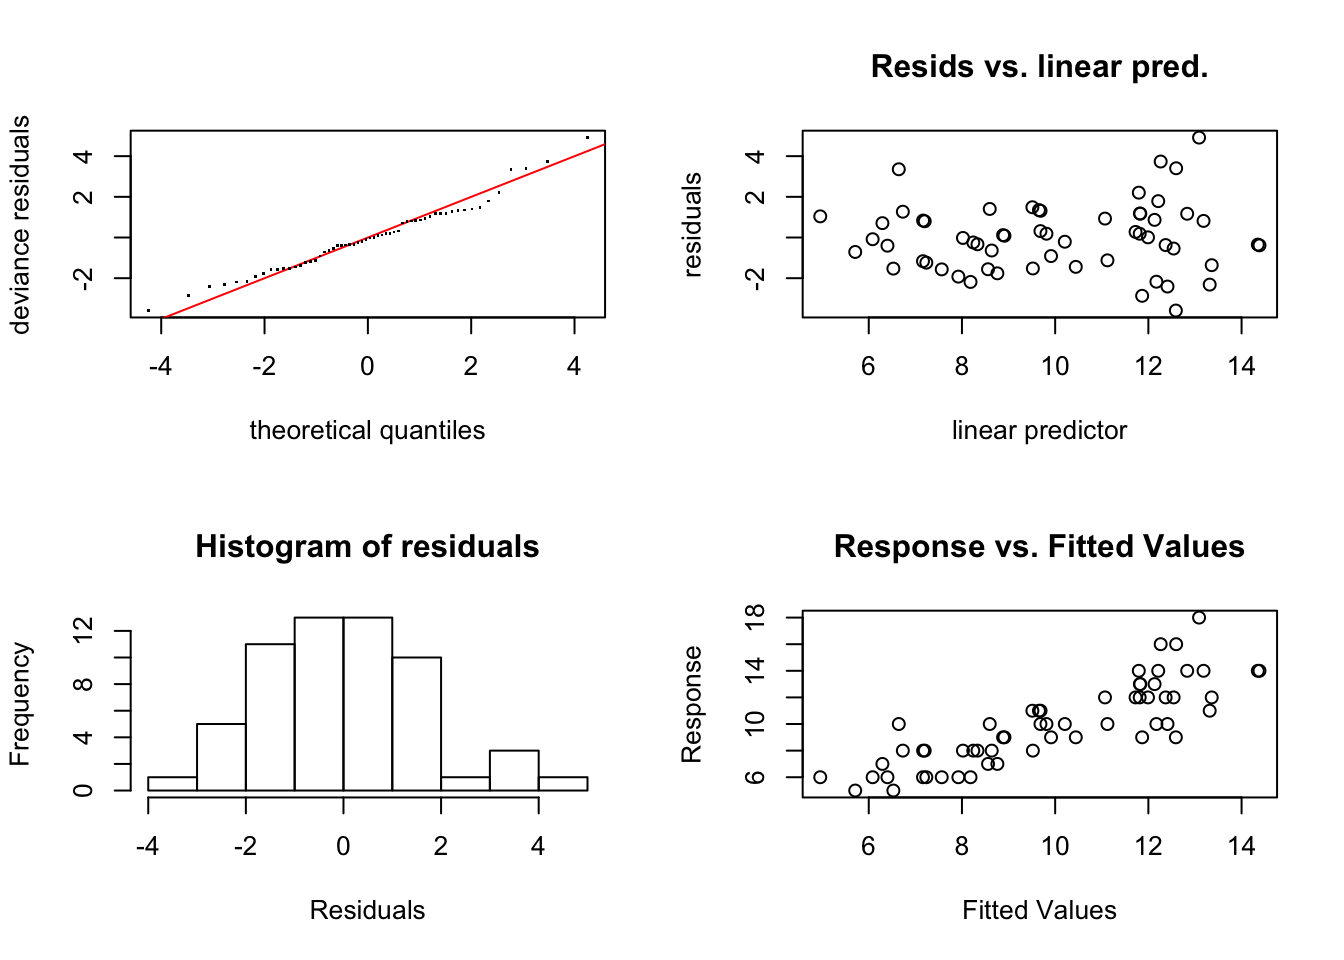 deviance residuals
4
2
-2
-4 -2 0 2 4
theoretical quantiles
Resids vs. linear pred.
residuals
4
2
-2
6 8 10 12 14
linear predictor
Histogram of residuals
Frequency
12
8
4
0
-4 -2 0 2 4
Residuals
Response vs. Fitted Values
Response
18
14
10
6
6 8 10 12 14
Fitted Values